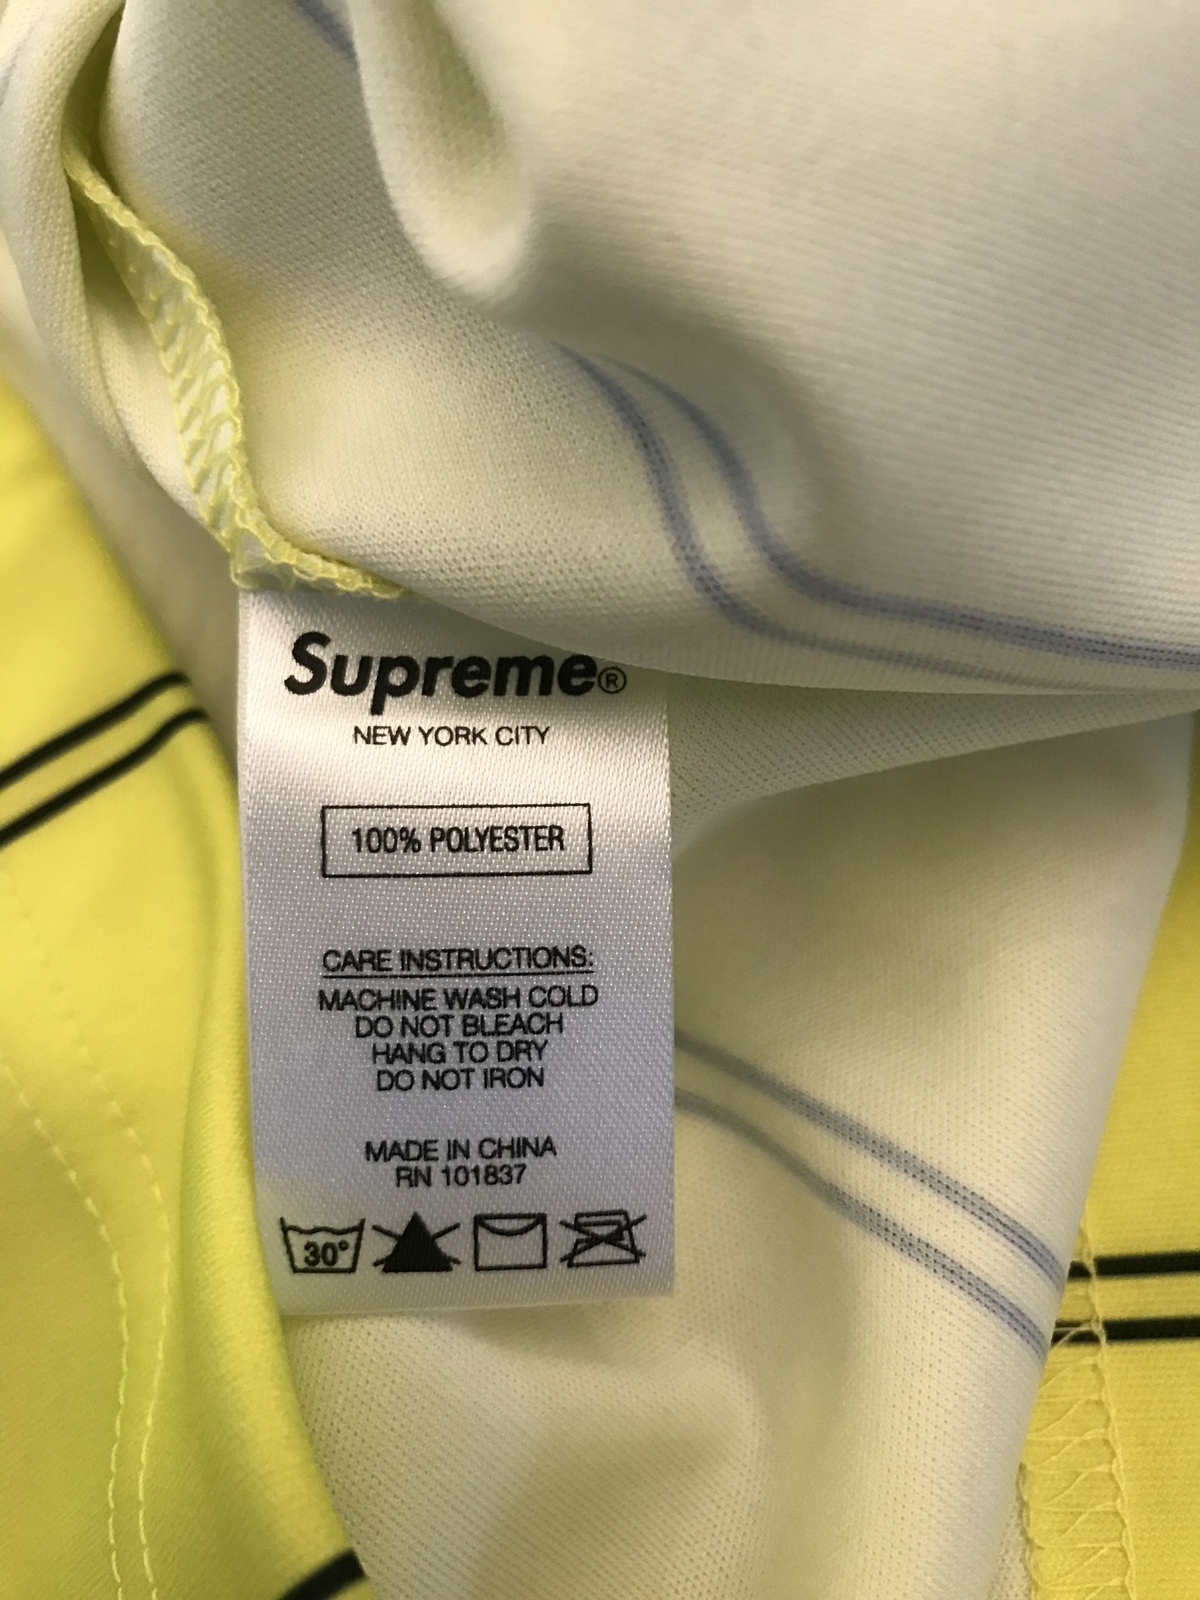 Supreme®
NEW YORK CITY
100% POLYESTER
CARE INSTRUCTIONS:
MACHINE WASH COLD
DO NOT BLEACH
HANG TO DRY
DO NOT IRON
MADE IN CHINA
RN 101837
30°